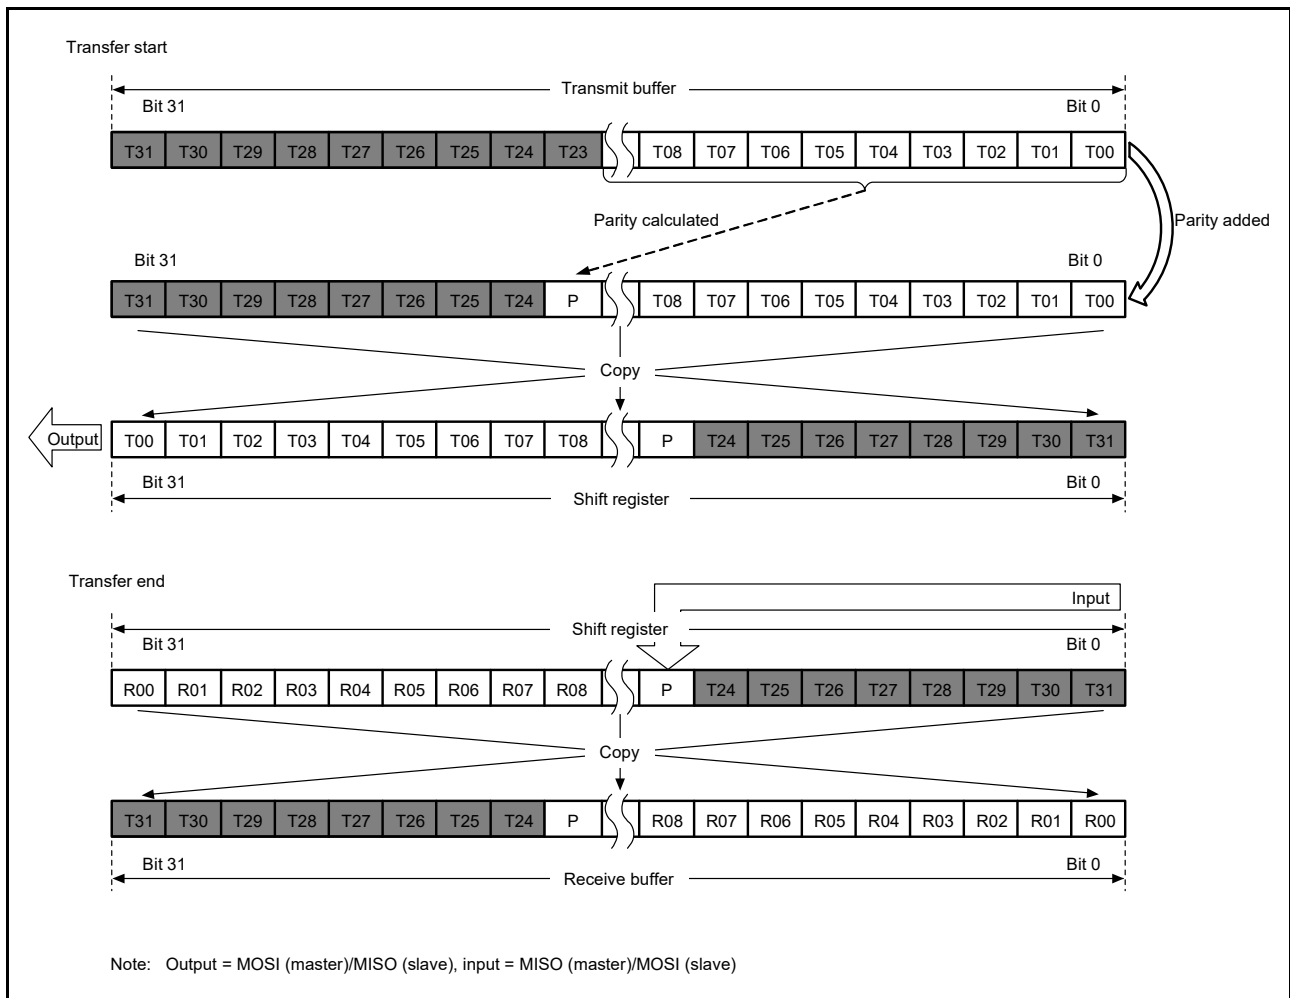 Transfer start
Transmit buffer
Bit 31 Bit 0
T31 T30 T29 T28 T27 T26 T25 T24 T23 T08 T07 T06 T05 T04 T03 T02 T01 T00
Parity calculated Parity added
Bit 31 Bit 0
T31 T30 T29 T28 T27 T26 T25 T24 P T08 T07 T06 T05 T04 T03 T02 T01 T00
Copy
Output T00 T01 T02 T03 T04 T05 T06 T07 T08 P T24 T25 T26 T27 T28 T29 T30 T31
Bit 31 Bit 0
Shift register
Transfer end
Input
Shift register
Bit 31 Bit 0
R00 R01 R02 R03 R04 R05 R06 R07 R08 P T24 T25 T26 T27 T28 T29 T30 T31
Copy
T31 T30 T29 T28 T27 T26 T25 T24 P R08 R07 R06 R05 R04 R03 R02 R01 R00
Bit 31 Bit 0
Receive buffer
Note: Output = MOSI (master)/MISO (slave), input = MISO (master)/MOSI (slave)